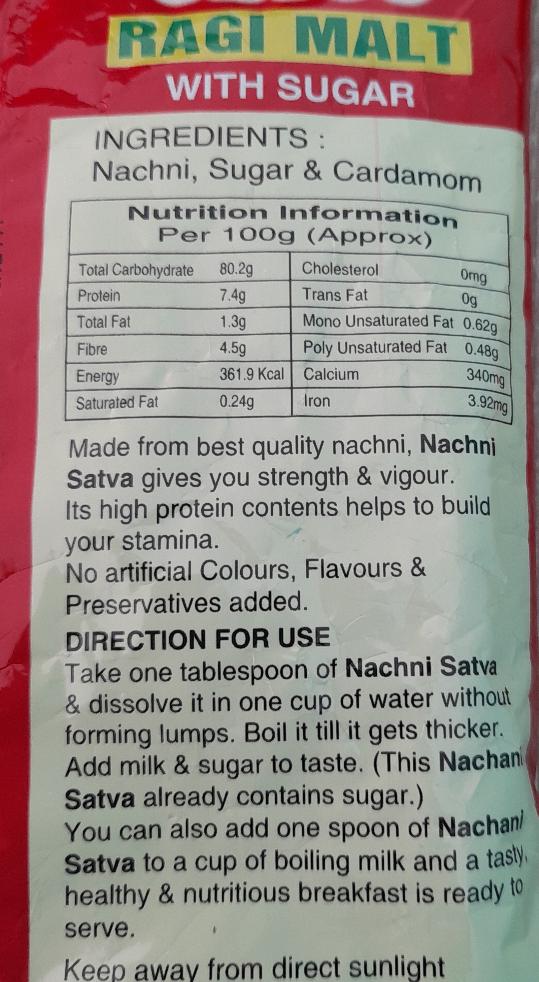 RAGI MALT
WITH SUGAR
INGREDIENTS :
Nachni, Sugar & Cardamom
Nutrition Information
Per 100g (Approx)
Total Carbohydrate 80.2g Cholesterol 0mg
Protein 7.4g Trans Fat 0g
Total Fat 1.3g Mono Unsaturated Fat 0.62g
Fibre 4.5g Poly Unsaturated Fat 0.48g
Energy 361.9 Kcal Calcium 340mg
Saturated Fat 0.24g Iron 3.92mg
Made from best quality nachni, Nachni
Satva gives you strength & vigour.
Its high protein contents helps to build
your stamina.
No artificial Colours, Flavours &
Preservatives added.
DIRECTION FOR USE
Take one tablespoon of Nachni Satva
& dissolve it in one cup of water without
forming lumps. Boil it till it gets thicker.
Add milk & sugar to taste. (This Nachani
Satva already contains sugar.)
You can also add one spoon of Nachani
Satva to a cup of boiling milk and a tasty,
healthy & nutritious breakfast is ready to
serve.
Keep away from direct sunlight